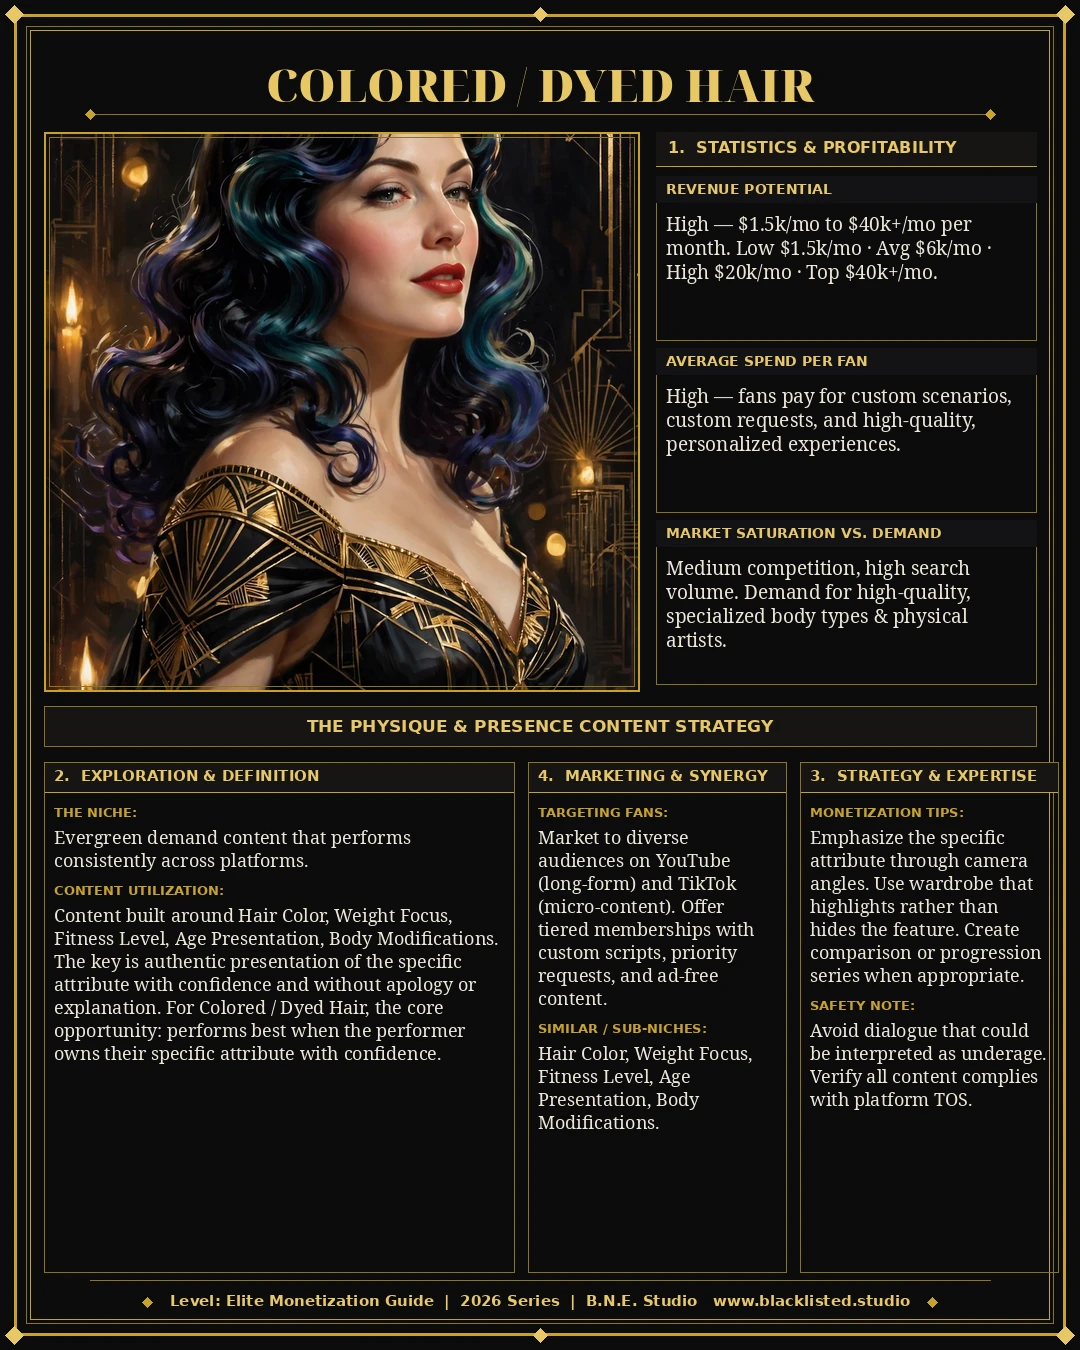 COLORED / DYED HAIR
1. STATISTICS & PROFITABILITY
REVENUE POTENTIAL
High — $1.5k/mo to $40k+/mo per
month. Low $1.5k/mo · Avg $6k/mo ·
High $20k/mo · Top $40k+/mo.
AVERAGE SPEND PER FAN
High — fans pay for custom scenarios,
custom requests, and high-quality,
personalized experiences.
MARKET SATURATION VS. DEMAND
Medium competition, high search
volume. Demand for high-quality,
specialized body types & physical
artists.
THE PHYSIQUE & PRESENCE CONTENT STRATEGY
2. EXPLORATION & DEFINITION
THE NICHE:
Evergreen demand content that performs
consistently across platforms.
CONTENT UTILIZATION:
Content built around Hair Color, Weight Focus,
Fitness Level, Age Presentation, Body Modifications.
The key is authentic presentation of the specific
attribute with confidence and without apology or
explanation. For Colored / Dyed Hair, the core
opportunity: performs best when the performer
owns their specific attribute with confidence.
4. MARKETING & SYNERGY
TARGETING FANS:
Market to diverse
audiences on YouTube
(long-form) and TikTok
(micro-content). Offer
tiered memberships with
custom scripts, priority
requests, and ad-free
content.
SIMILAR / SUB-NICHES:
Hair Color, Weight Focus,
Fitness Level, Age
Presentation, Body
Modifications.
3. STRATEGY & EXPERTISE
MONETIZATION TIPS:
Emphasize the specific
attribute through camera
angles. Use wardrobe that
highlights rather than
hides the feature. Create
comparison or progression
series when appropriate.
SAFETY NOTE:
Avoid dialogue that could
be interpreted as underage.
Verify all content complies
with platform TOS.
Level: Elite Monetization Guide | 2026 Series | B.N.E. Studio www.blacklisted.studio